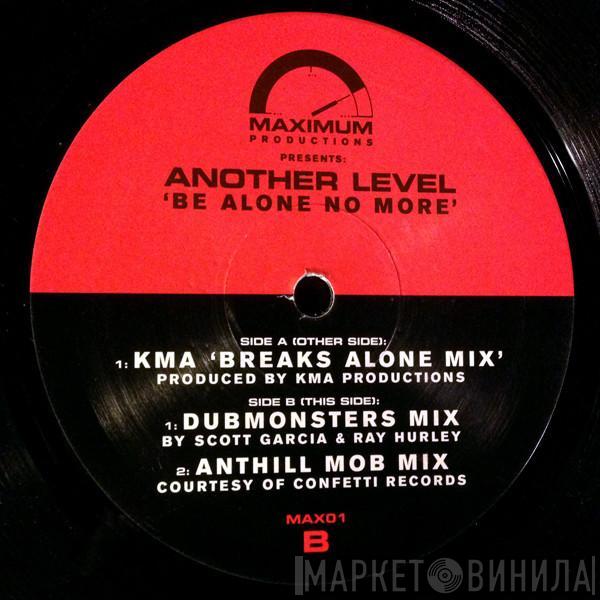 MAXIMUM
PRODUCTIONS
PRESENTS:
ANOTHER LEVEL
'BE ALONE NO MORE'
SIDE A (OTHER SIDE):
1: KMA 'BREAKS ALONE MIX'
PRODUCED BY KMA PRODUCTIONS
SIDE B (THIS SIDE):
1: DUBMONSTERS MIX
BY SCOTT GARCIA & RAY HURLEY
2: ANTHILL MOB MIX
COURTESY OF CONFETTI RECORDS
MAX01
B
МАРКЕТ ВИНИЛА